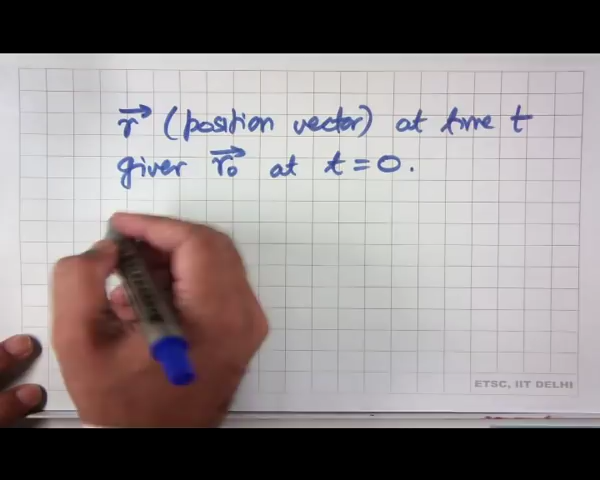 r⃗ (position vector) at time t
given r⃗₀ at t = 0.
ETSC, IIT DELHI